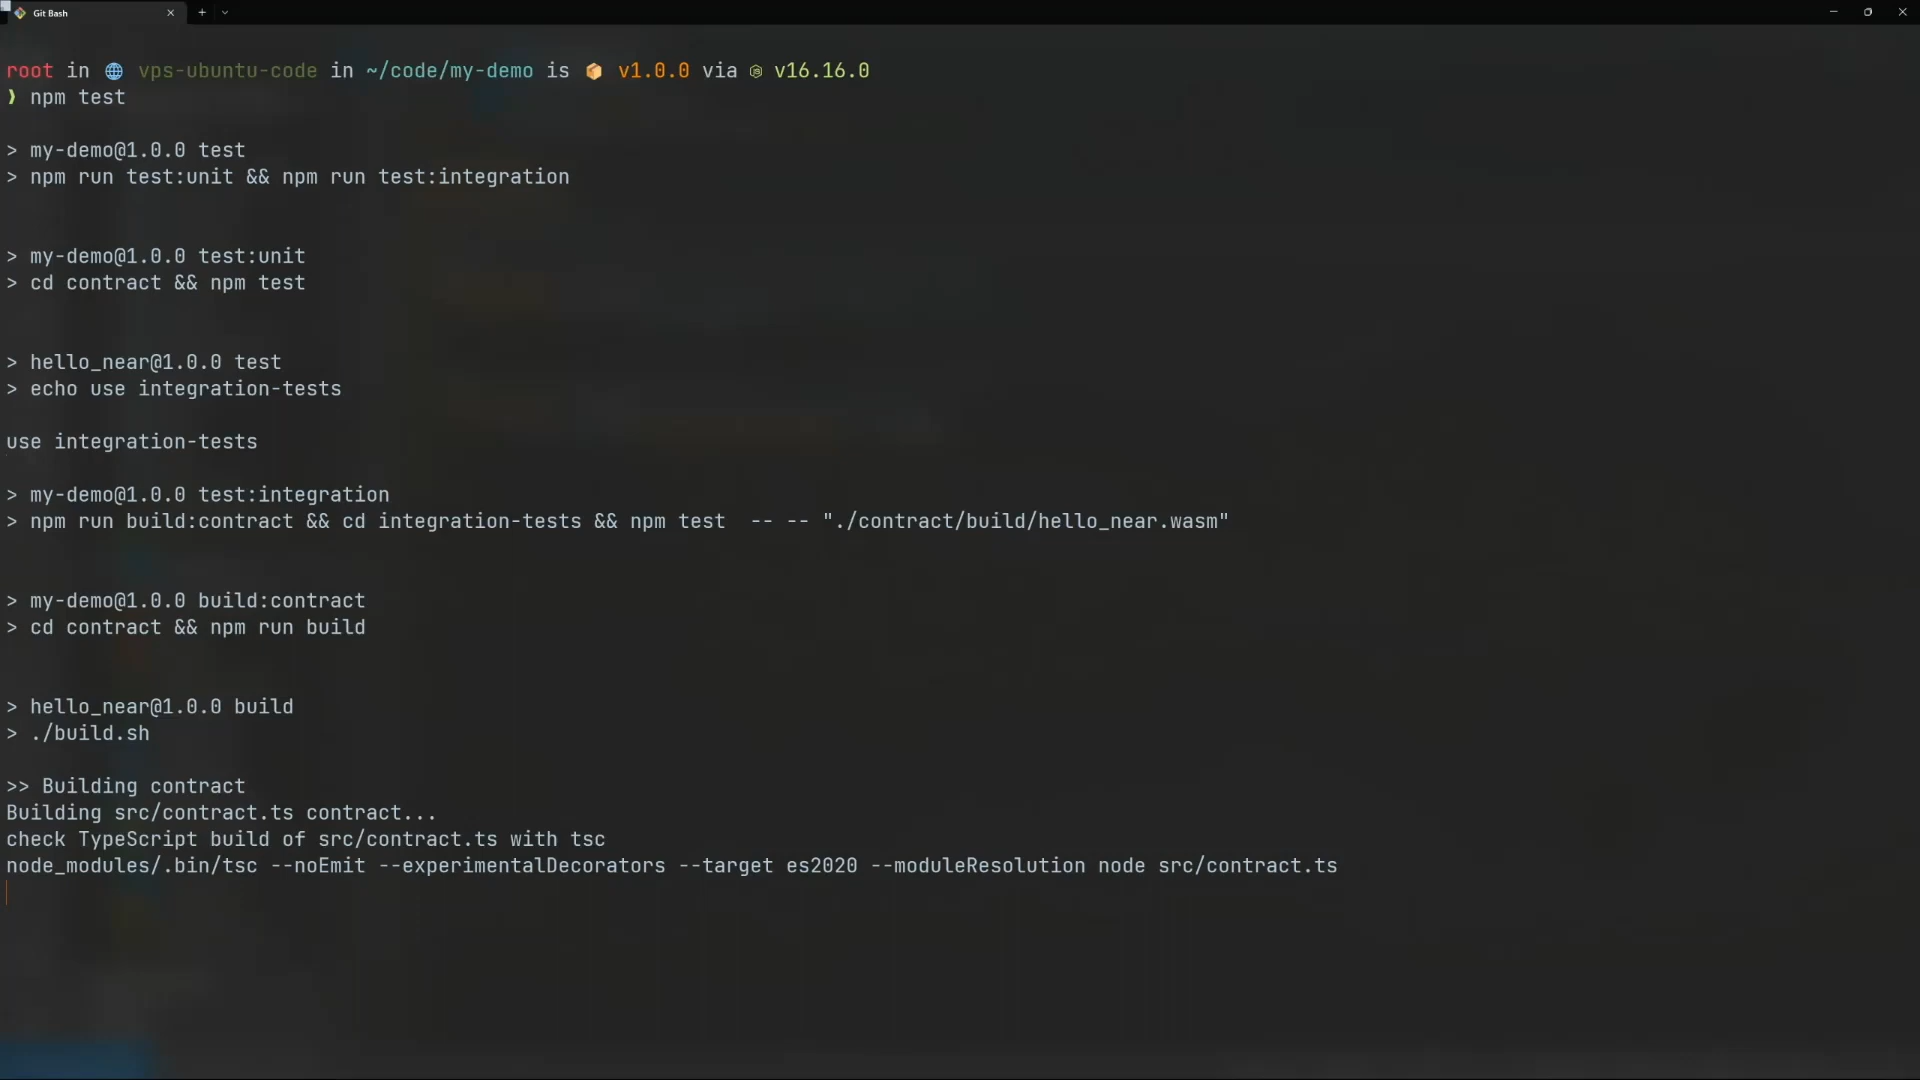 Git Bash
root in vps-ubuntu-code in ~/code/my-demo is v1.0.0 via v16.16.0
❯ npm test
> my-demo@1.0.0 test
> npm run test:unit && npm run test:integration
> my-demo@1.0.0 test:unit
> cd contract && npm test
> hello_near@1.0.0 test
> echo use integration-tests
use integration-tests
> my-demo@1.0.0 test:integration
> npm run build:contract && cd integration-tests && npm test  -- -- "./contract/build/hello_near.wasm"
> my-demo@1.0.0 build:contract
> cd contract && npm run build
> hello_near@1.0.0 build
> ./build.sh
>> Building contract
Building src/contract.ts contract...
check TypeScript build of src/contract.ts with tsc
node_modules/.bin/tsc --noEmit --experimentalDecorators --target es2020 --moduleResolution node src/contract.ts